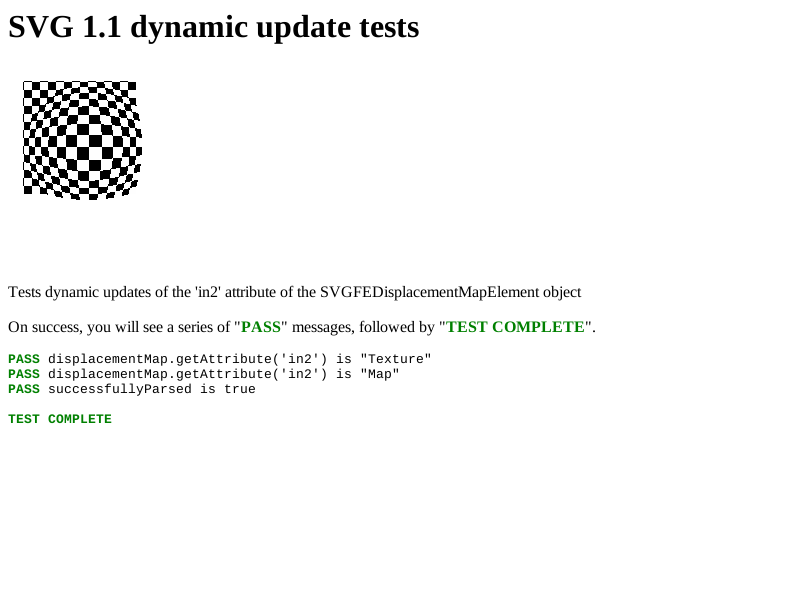 SVG 1.1 dynamic update tests
Tests dynamic updates of the 'in2' attribute of the SVGFEDisplacementMapElement object
On success, you will see a series of "PASS" messages, followed by "TEST COMPLETE".
PASS displacementMap.getAttribute('in2') is "Texture"
PASS displacementMap.getAttribute('in2') is "Map"
PASS successfullyParsed is true
TEST COMPLETE